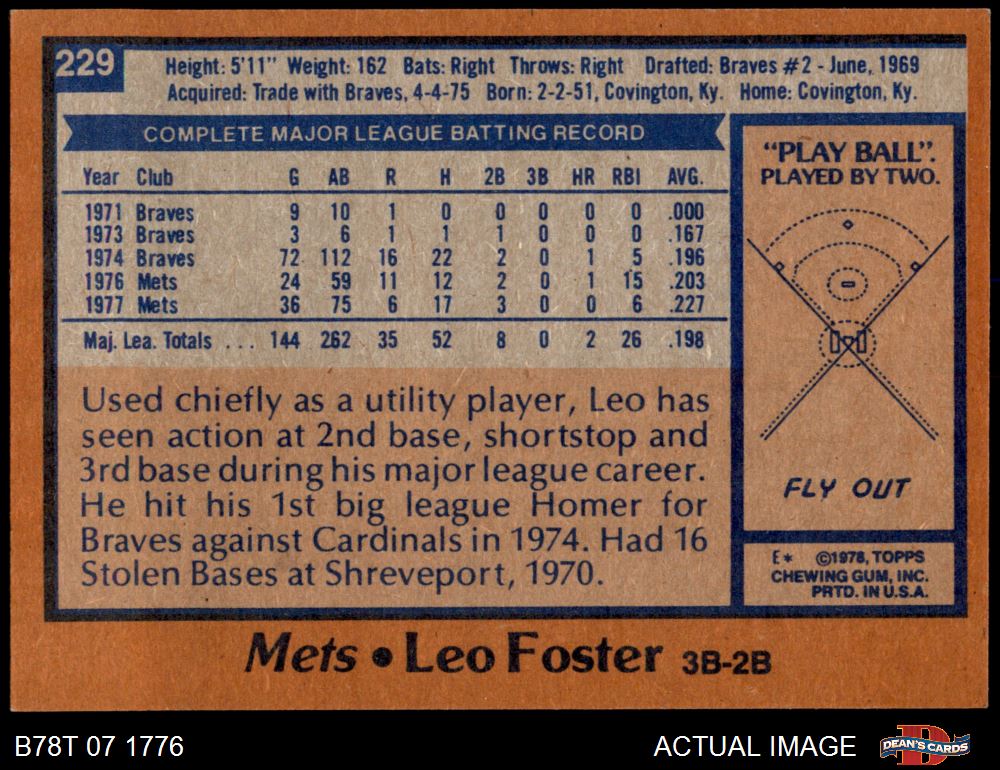 229
Height: 5'11" Weight: 162 Bats: Right Throws: Right Drafted: Braves #2 - June, 1969
Acquired: Trade with Braves, 4-4-75 Born: 2-2-51, Covington, Ky. Home: Covington, Ky.
COMPLETE MAJOR LEAGUE BATTING RECORD
Year Club G AB R H 2B 3B HR RBI AVG.
1971 Braves 9 10 1 0 0 0 0 0 .000
1973 Braves 3 6 1 1 1 0 0 0 .167
1974 Braves 72 112 16 22 2 0 1 5 .196
1976 Mets 24 59 11 12 2 0 1 15 .203
1977 Mets 36 75 6 17 3 0 0 6 .227
Maj. Lea. Totals . . . 144 262 35 52 8 0 2 26 .198
Used chiefly as a utility player, Leo has
seen action at 2nd base, shortstop and
3rd base during his major league career.
He hit his 1st big league Homer for
Braves against Cardinals in 1974. Had 16
Stolen Bases at Shreveport, 1970.
"PLAY BALL".
PLAYED BY TWO.
FLY OUT
E* ©1978, TOPPS
CHEWING GUM, INC.
PRTD. IN U.S.A.
Mets • Leo Foster 3B-2B
B78T 07 1776
ACTUAL IMAGE
D
DEAN'S CARDS